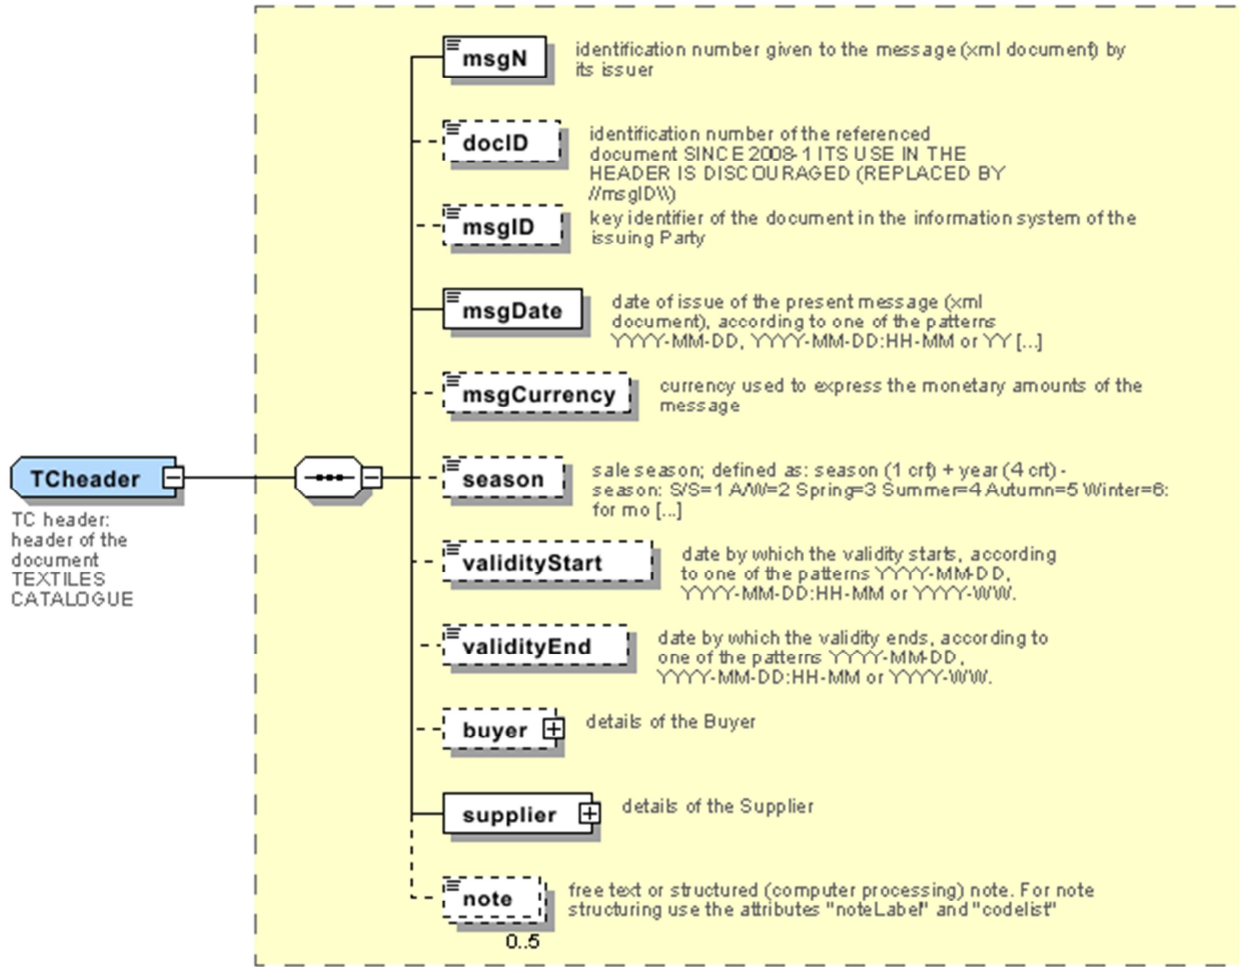 msgN
identification number given to the message (xml document) by
its issuer
docID
identification number of the referenced
document SINCE 2008-1 ITS USE IN THE
HEADER IS DISCOURAGED (REPLACED BY
//msgID\\)
msgID
key identifier of the document in the information system of the
issuing Party
msgDate
date of issue of the present message (xml
document), according to one of the patterns
YYYY-MM-DD, YYYY-MM-DD:HH-MM or YY [...]
msgCurrency
currency used to express the monetary amounts of the
message
TCheader
TC header:
header of the
document
TEXTILES
CATALOGUE
season
sale season; defined as: season (1 crt) + year (4 crt) -
season: S/S=1 A/W=2 Spring=3 Summer=4 Autumn=5 Winter=6:
for mo [...]
validityStart
date by which the validity starts, according
to one of the patterns YYYY-MM-DD,
YYYY-MM-DD:HH-MM or YYYY-WW.
validityEnd
date by which the validity ends, according to
one of the patterns YYYY-MM-DD,
YYYY-MM-DD:HH-MM or YYYY-WW.
buyer
details of the Buyer
supplier
details of the Supplier
note
free text or structured (computer processing) note. For note
structuring use the attributes "noteLabel" and "codelist"
0..5